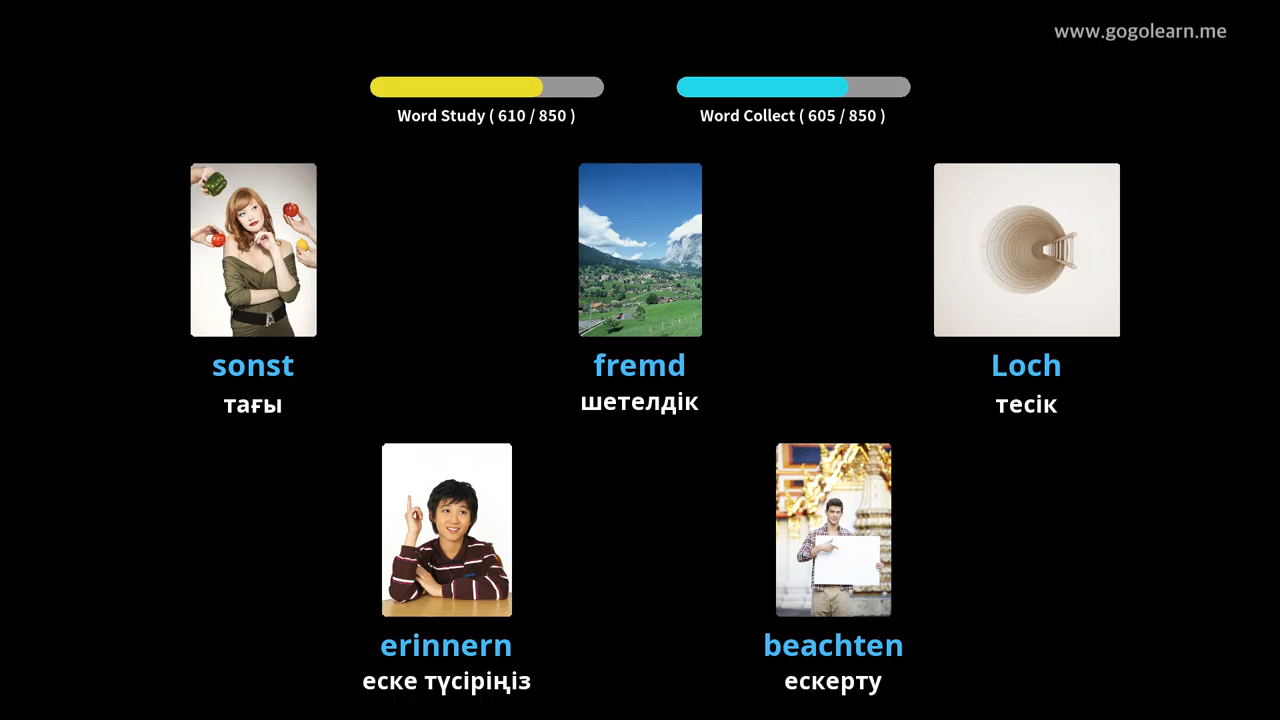 www.gogolearn.me
Word Study ( 610 / 850 )
Word Collect ( 605 / 850 )
sonst
тағы
fremd
шетелдік
Loch
тесік
erinnern
еске түсіріңіз
beachten
ескерту